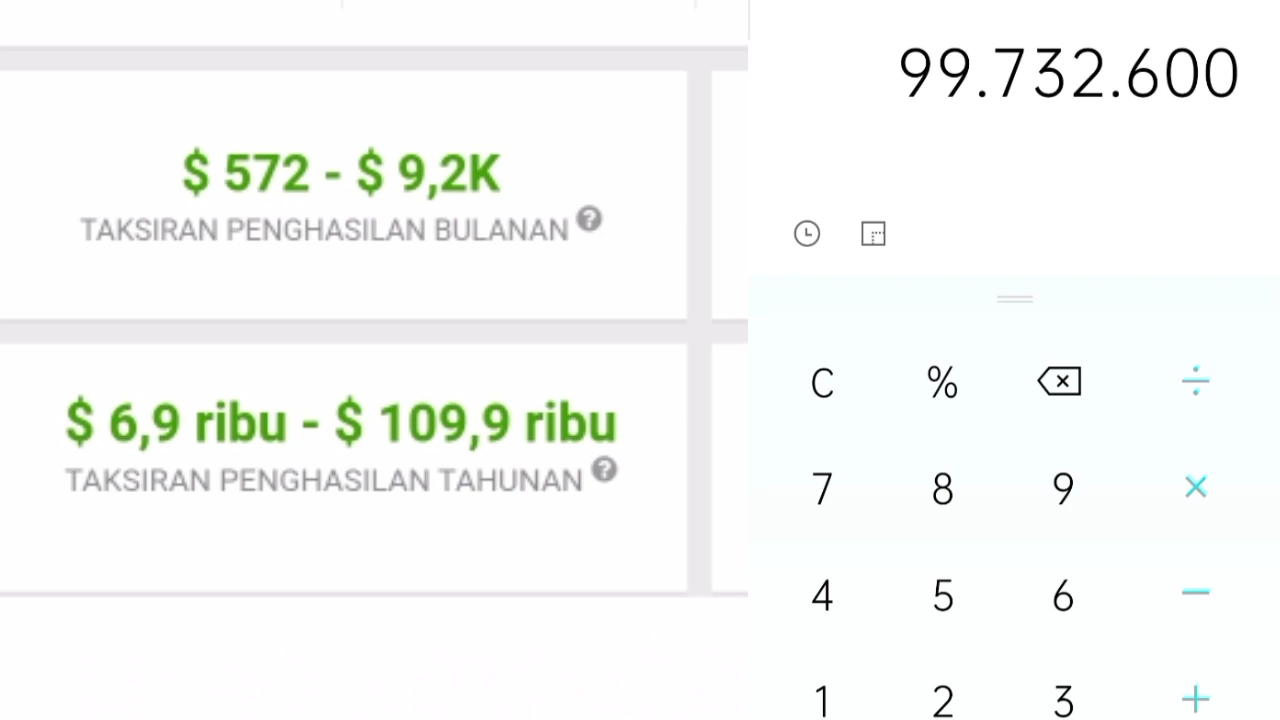 $ 572 - $ 9,2K
TAKSIRAN PENGHASILAN BULANAN ?
$ 6,9 ribu - $ 109,9 ribu
TAKSIRAN PENGHASILAN TAHUNAN ?
99.732.600
C % ÷
7 8 9 ×
4 5 6 −
1 2 3 +